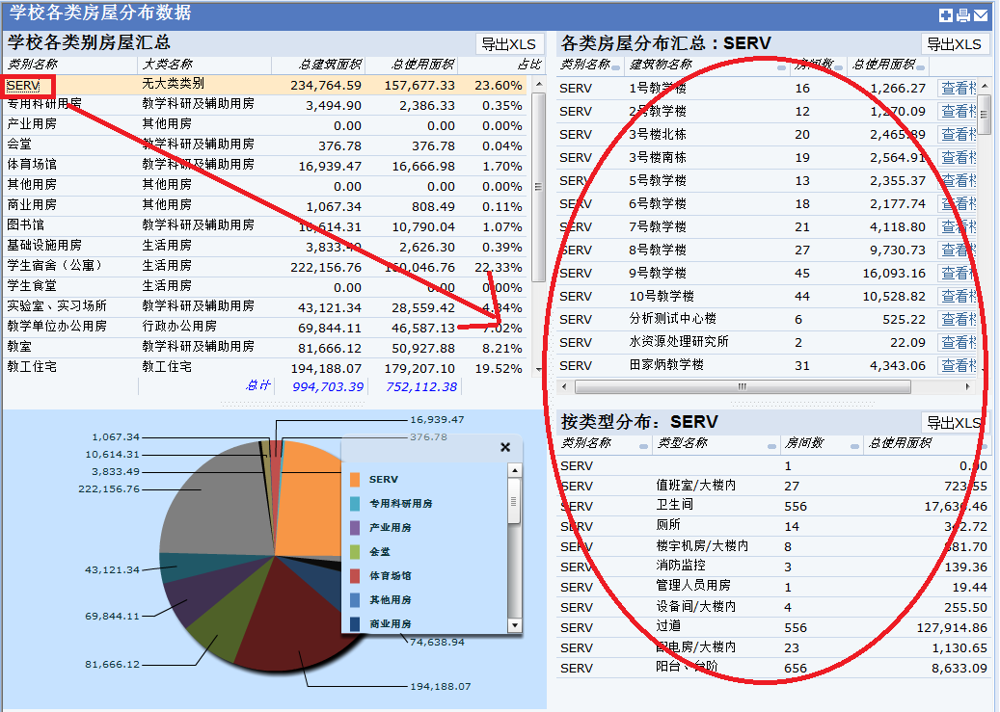 学校各类房屋分布数据
学校各类别房屋汇总 导出XLS
类别名称 大类名称 总建筑面积 总使用面积 占比
SERV 无大类类别 234,764.59 157,677.33 23.60%
专用科研用房 教学科研及辅助用房 3,494.90 2,386.33 0.35%
产业用房 其他用房 0.00 0.00 0.00%
会堂 教学科研及辅助用房 376.78 376.78 0.04%
体育场馆 教学科研及辅助用房 16,939.47 16,666.98 1.70%
其他用房 其他用房 0.00 0.00 0.00%
商业用房 其他用房 1,067.34 808.49 0.11%
图书馆 教学科研及辅助用房 10,614.31 10,790.04 1.07%
基础设施用房 生活用房 3,833.49 2,626.30 0.39%
学生宿舍（公寓） 生活用房 222,156.76 160,046.76 22.33%
学生食堂 生活用房 0.00 0.00 0.00%
实验室、实习场所 教学科研及辅助用房 43,121.34 28,559.42 4.34%
教学单位办公用房 行政办公用房 69,844.11 46,587.13 7.02%
教室 教学科研及辅助用房 81,666.12 50,927.88 8.21%
教工住宅 教工住宅 194,188.07 179,207.10 19.52%
总计 994,703.39 752,112.38
各类房屋分布汇总：SERV 导出XLS
类别名称 建筑物名称 房间数 总使用面积
SERV 1号教学楼 16 1,266.27 查看
SERV 2号教学楼 12 1,270.09 查看
SERV 3号楼北栋 20 2,465.89 查看
SERV 3号楼南栋 19 2,564.91 查看
SERV 5号教学楼 13 2,355.37 查看
SERV 6号教学楼 18 2,177.74 查看
SERV 7号教学楼 21 4,118.80 查看
SERV 8号教学楼 27 9,730.73 查看
SERV 9号教学楼 45 16,093.16 查看
SERV 10号教学楼 44 10,528.82 查看
SERV 分析测试中心楼 6 525.22 查看
SERV 水资源处理研究所 2 22.09 查看
SERV 田家炳教学楼 31 4,343.06 查看
16,939.47
1,067.34 376.78
10,614.31
3,833.49
222,156.76
43,121.34
69,844.11
81,666.12
74,638.94
194,188.07
SERV
专用科研用房
产业用房
会堂
体育场馆
其他用房
商业用房
按类型分布：SERV 导出XLS
类别名称 类型名称 房间数 总使用面积
SERV 1 0.00
SERV 值班室/大楼内 27 723.55
SERV 卫生间 556 17,636.46
SERV 厕所 14 342.72
SERV 楼宇机房/大楼内 8 881.70
SERV 消防监控 3 139.36
SERV 管理人员用房 1 19.44
SERV 设备间/大楼内 4 255.50
SERV 过道 556 127,914.86
SERV 配电房/大楼内 23 1,130.65
SERV 阳台、台阶 656 8,633.09